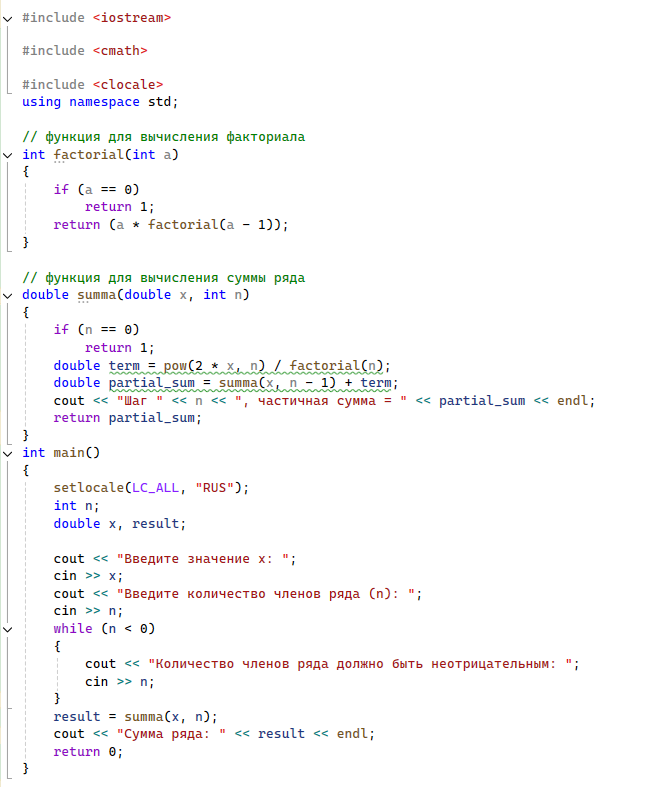 #include <iostream>
#include <cmath>
#include <clocale>
using namespace std;
// функция для вычисления факториала
int factorial(int a)
{
if (a == 0)
return 1;
return (a * factorial(a - 1));
}
// функция для вычисления суммы ряда
double summa(double x, int n)
{
if (n == 0)
return 1;
double term = pow(2 * x, n) / factorial(n);
double partial_sum = summa(x, n - 1) + term;
cout << "Шаг " << n << ", частичная сумма = " << partial_sum << endl;
return partial_sum;
}
int main()
{
setlocale(LC_ALL, "RUS");
int n;
double x, result;
cout << "Введите значение x: ";
cin >> x;
cout << "Введите количество членов ряда (n): ";
cin >> n;
while (n < 0)
{
cout << "Количество членов ряда должно быть неотрицательным: ";
cin >> n;
}
result = summa(x, n);
cout << "Сумма ряда: " << result << endl;
return 0;
}